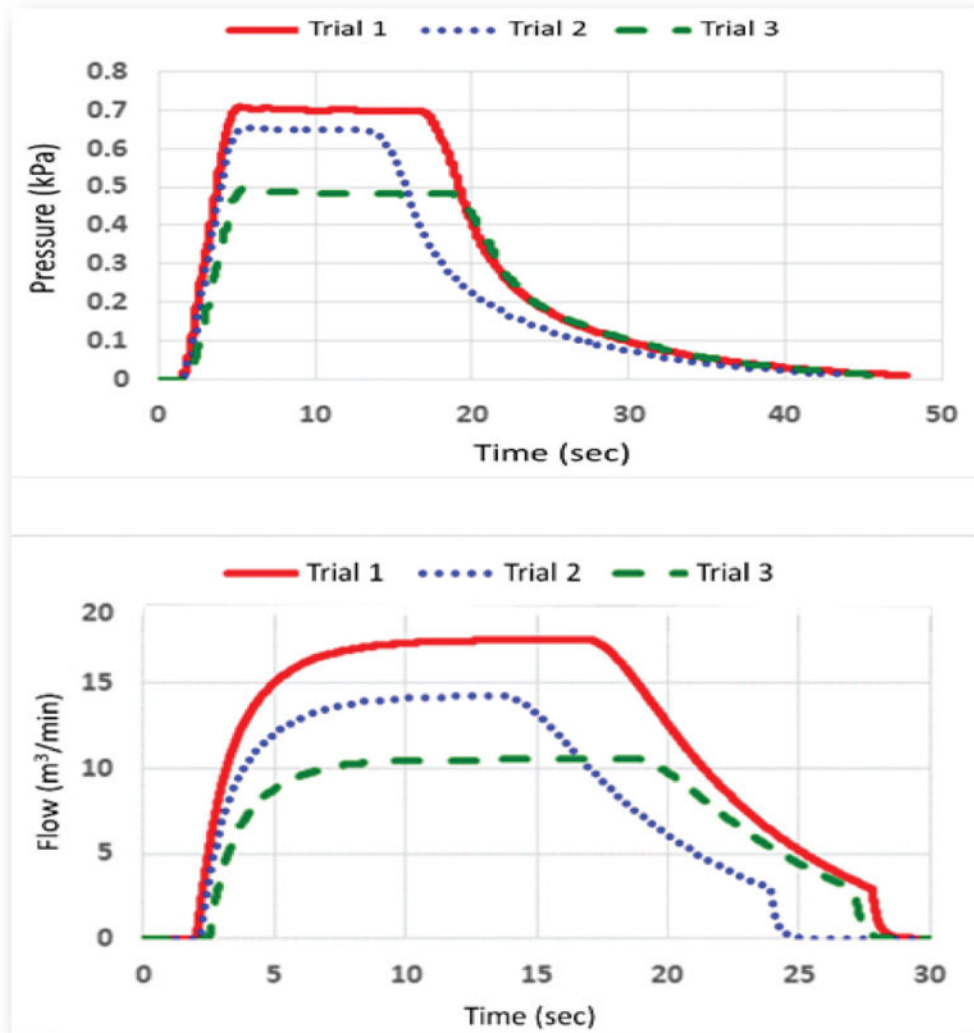 Trial 1 Trial 2 Trial 3
0.8
0.7
0.6
0.5
0.4
0.3
0.2
0.1
0
Pressure (kPa)
0 10 20 30 40 50
Time (sec)
Trial 1 Trial 2 Trial 3
20
15
10
5
0
Flow (m³/min)
0 5 10 15 20 25 30
Time (sec)